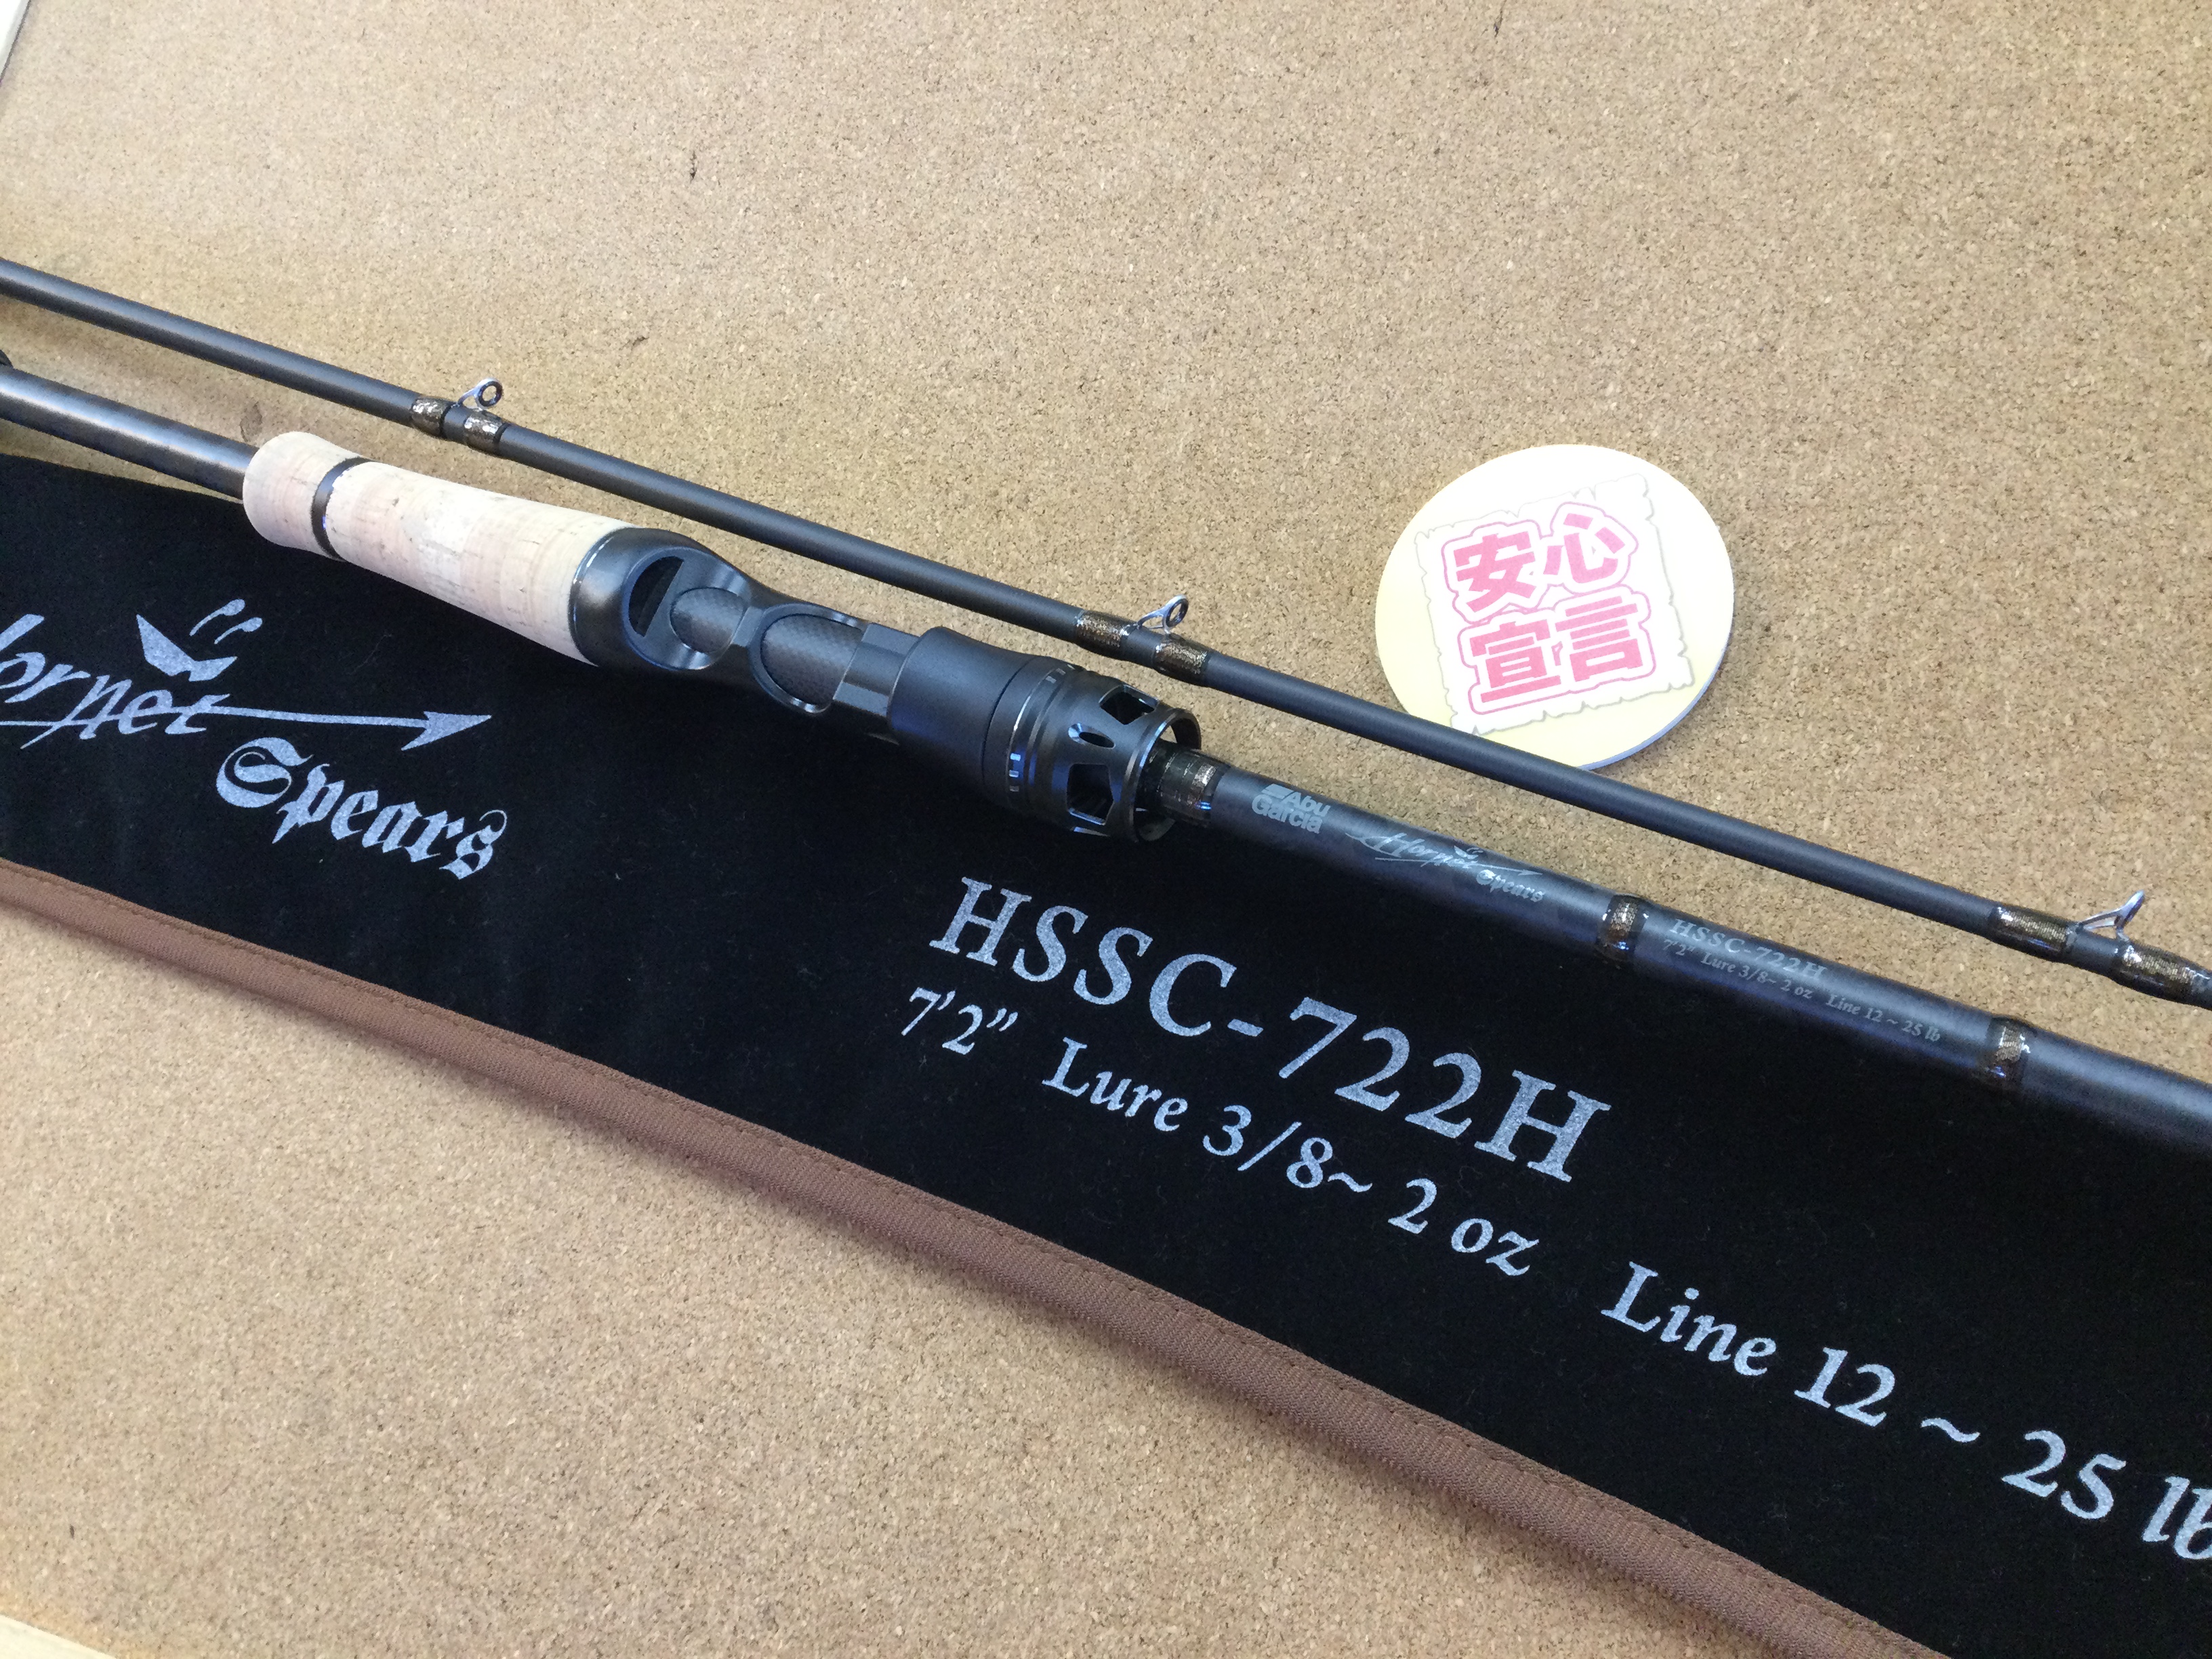 安心
宣言
Spears
HSSC-722H
7'2" Lure 3/8~ 2 oz Line 12 ~ 25 lb
Abu
Garcia
Hornet
Spears
HSSC-722H
7'2" Lure 3/8~ 2 oz Line 12 ~ 25 lb